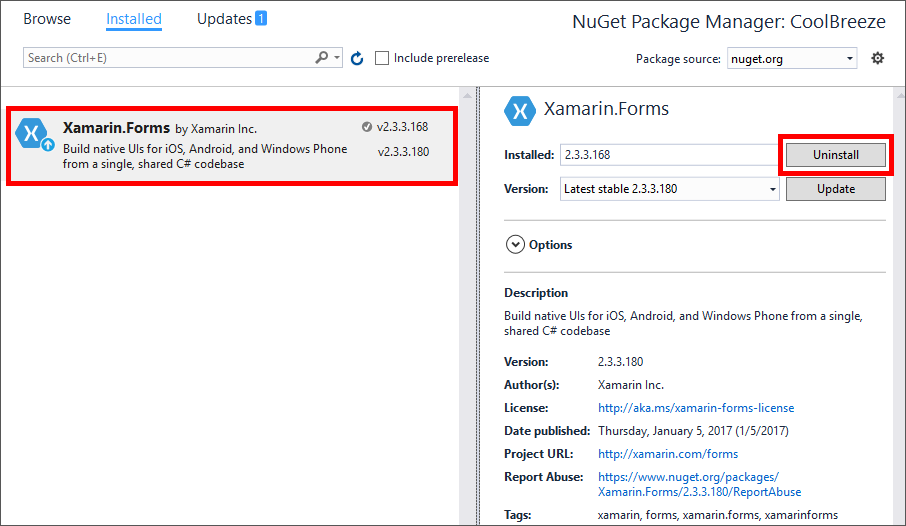 Browse Installed Updates 1 NuGet Package Manager: CoolBreeze
Search (Ctrl+E) Include prerelease Package source: nuget.org
Xamarin.Forms by Xamarin Inc. v2.3.3.168
Build native UIs for iOS, Android, and Windows Phone v2.3.3.180
from a single, shared C# codebase
Xamarin.Forms
Installed: 2.3.3.168 Uninstall
Version: Latest stable 2.3.3.180 Update
Options
Description
Build native UIs for iOS, Android, and Windows Phone from a single,
shared C# codebase
Version: 2.3.3.180
Author(s): Xamarin Inc.
License: http://aka.ms/xamarin-forms-license
Date published: Thursday, January 5, 2017 (1/5/2017)
Project URL: http://xamarin.com/forms
Report Abuse: https://www.nuget.org/packages/
Xamarin.Forms/2.3.3.180/ReportAbuse
Tags: xamarin, forms, xamarin.forms, xamarinforms